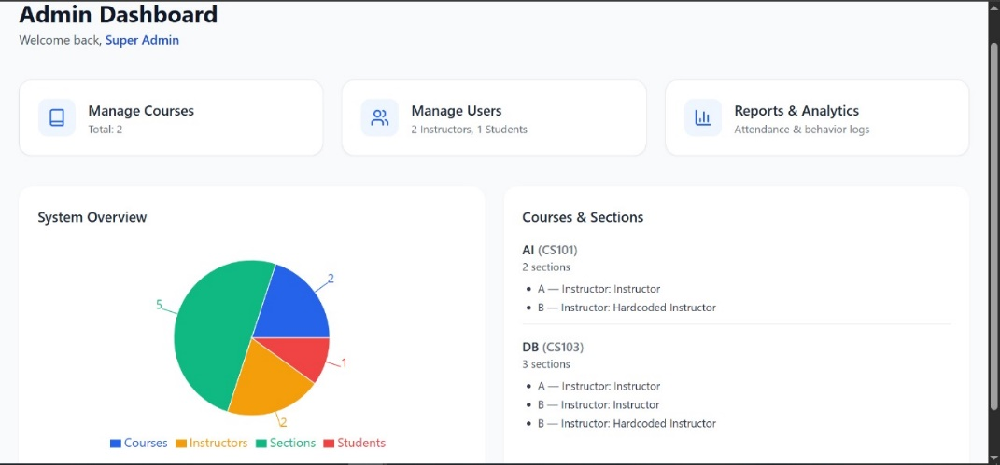 Admin Dashboard
Welcome back, Super Admin
Manage Courses
Total: 2
Manage Users
2 Instructors, 1 Students
Reports & Analytics
Attendance & behavior logs
System Overview
2
5
1
2
Courses Instructors Sections Students
Courses & Sections
AI (CS101)
2 sections
• A — Instructor: Instructor
• B — Instructor: Hardcoded Instructor
DB (CS103)
3 sections
• A — Instructor: Instructor
• B — Instructor: Instructor
• B — Instructor: Hardcoded Instructor